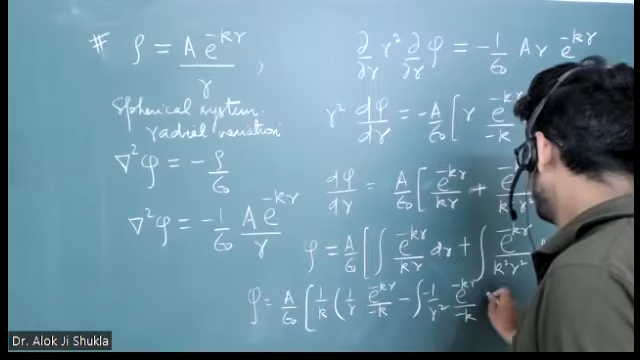 # ρ = A e^{-kr} / r ,
Spherical system.
radial variation
∇²φ = - ρ/ε₀
∇²φ = - 1/ε₀ A e^{-kr} / r
∂/∂r r² ∂/∂r φ = - 1/ε₀ A r e^{-kr}
r² dφ/dr = - A/ε₀ [ r e^{-kr} / -k
dφ/dr = A/ε₀ [ e^{-kr} / kr + e / k²r²
φ = A/ε₀ [ ∫ e^{-kr} / kr dr + ∫ e^{-kr} / k²r²
φ = A/ε₀ [ 1/k ( 1/r e^{-kr} / -k - ∫ -1/r² e^{-kr} / -k
Dr. Alok Ji Shukla